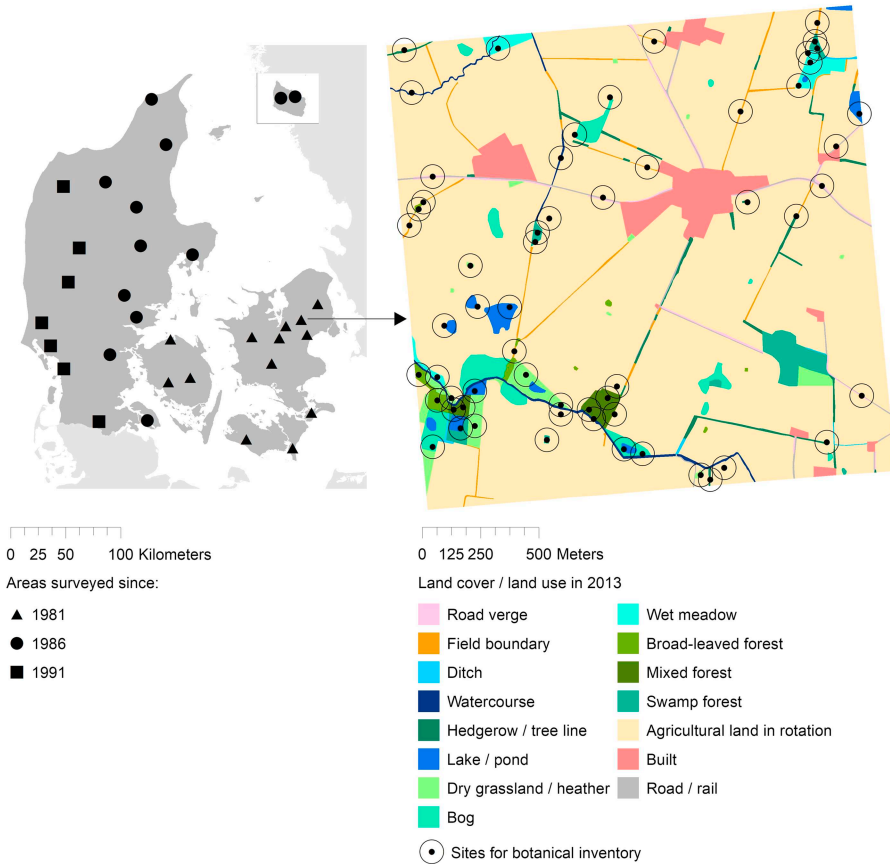 0 25 50 100 Kilometers
Areas surveyed since:
1981
1986
1991
0 125 250 500 Meters
Land cover / land use in 2013
Road verge
Field boundary
Ditch
Watercourse
Hedgerow / tree line
Lake / pond
Dry grassland / heather
Bog
Wet meadow
Broad-leaved forest
Mixed forest
Swamp forest
Agricultural land in rotation
Built
Road / rail
Sites for botanical inventory